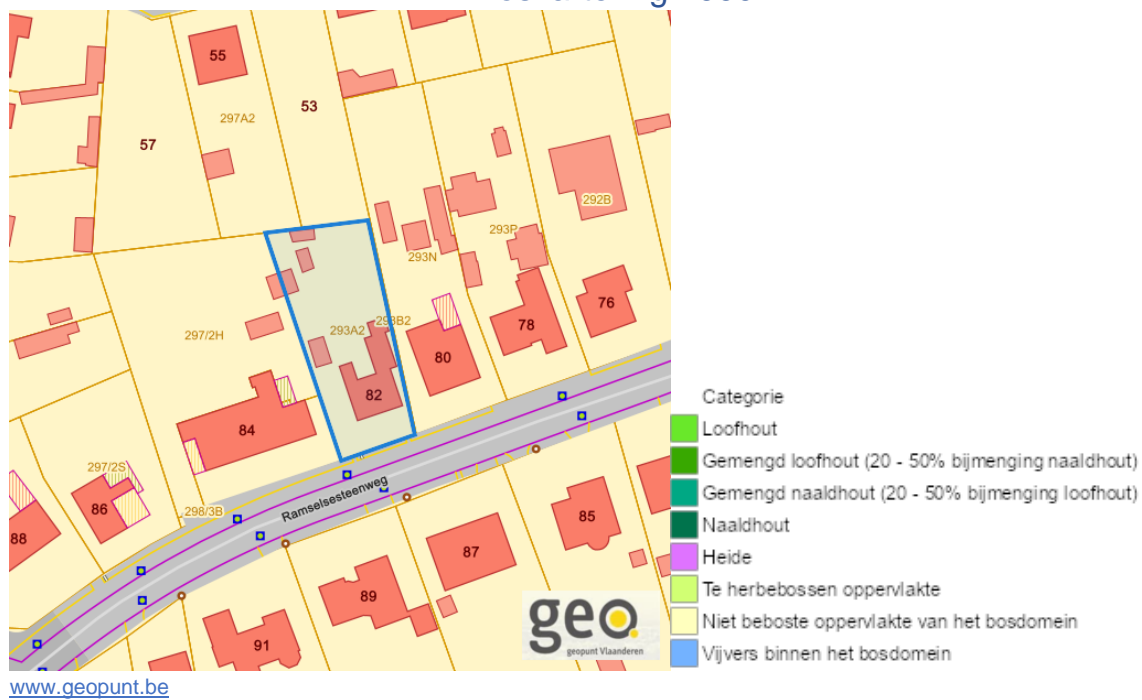 55
297A2
53
57
292B
293P
293N
297/2H
293A2
293B2
76
78
80
82
84
297/2S
86
88
298/3B
Ramselsesteenweg
85
87
89
91
geo
geopunt Vlaanderen
Categorie
Loofhout
Gemengd loofhout (20 - 50% bijmenging naaldhout)
Gemengd naaldhout (20 - 50% bijmenging loofhout)
Naaldhout
Heide
Te herbebossen oppervlakte
Niet beboste oppervlakte van het bosdomein
Vijvers binnen het bosdomein
www.geopunt.be